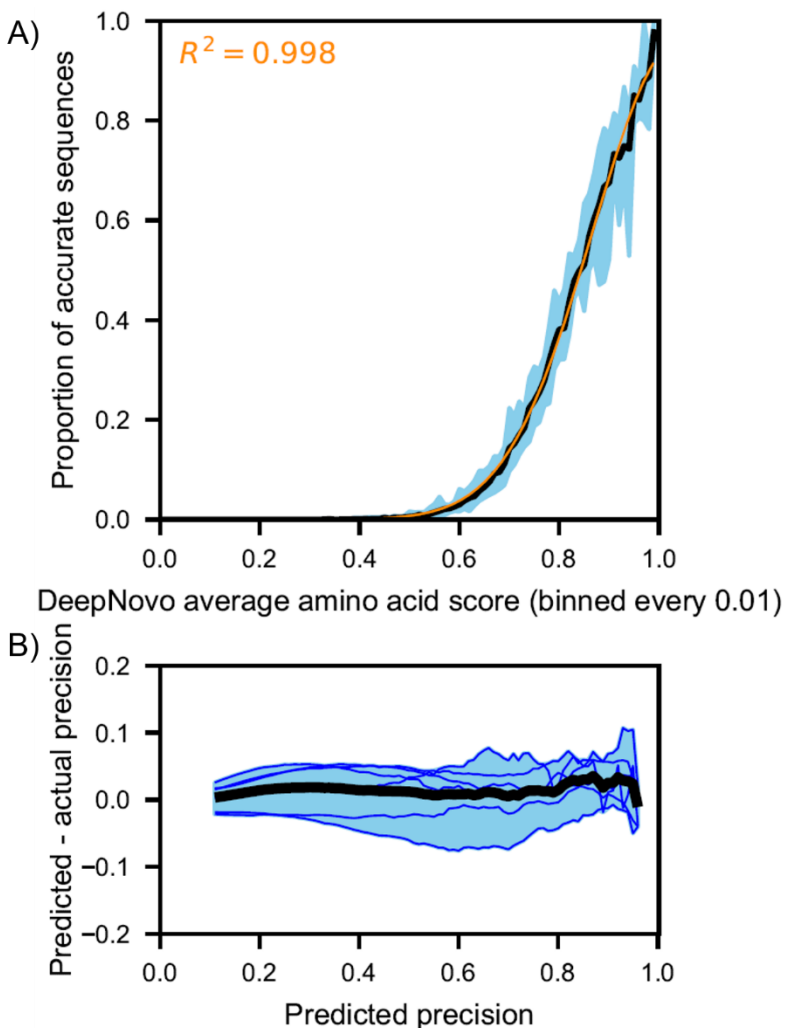 A)
R² = 0.998
Proportion of accurate sequences
1.0
0.8
0.6
0.4
0.2
0.0
0.0 0.2 0.4 0.6 0.8 1.0
DeepNovo average amino acid score (binned every 0.01)
B)
Predicted - actual precision
0.2
0.1
0.0
−0.1
−0.2
0.0 0.2 0.4 0.6 0.8 1.0
Predicted precision